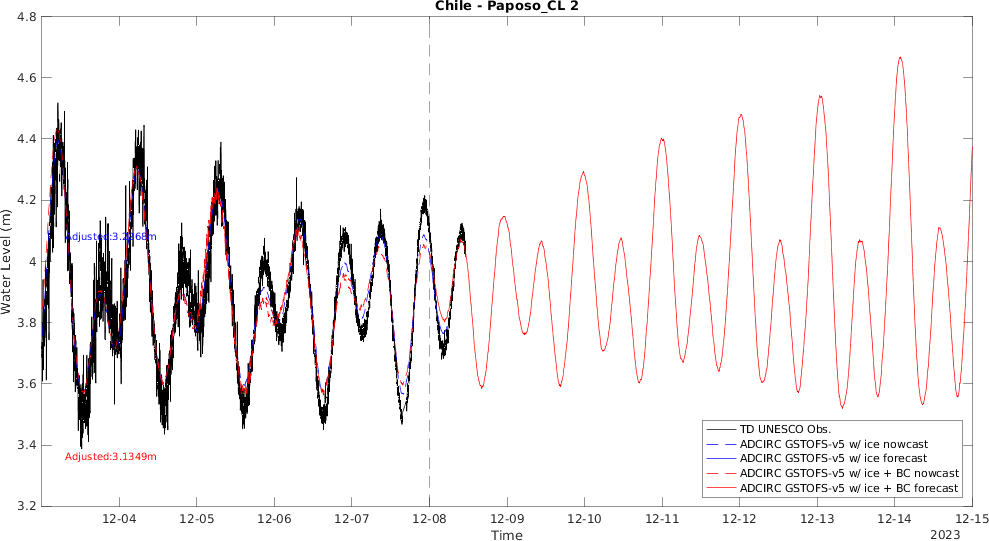 Chile - Paposo_CL 2
4.8
4.6
4.4
4.2
4
3.8
3.6
3.4
3.2
Water Level (m)
Adjusted:3.1349m
12-04
12-05
12-06
12-07
12-08
12-09
12-10
12-11
12-12
12-13
12-14
12-15
Time
2023
TD UNESCO Obs.
ADCIRC GSTOFS-v5 w/ ice nowcast
ADCIRC GSTOFS-v5 w/ ice forecast
ADCIRC GSTOFS-v5 w/ ice + BC nowcast
ADCIRC GSTOFS-v5 w/ ice + BC forecast